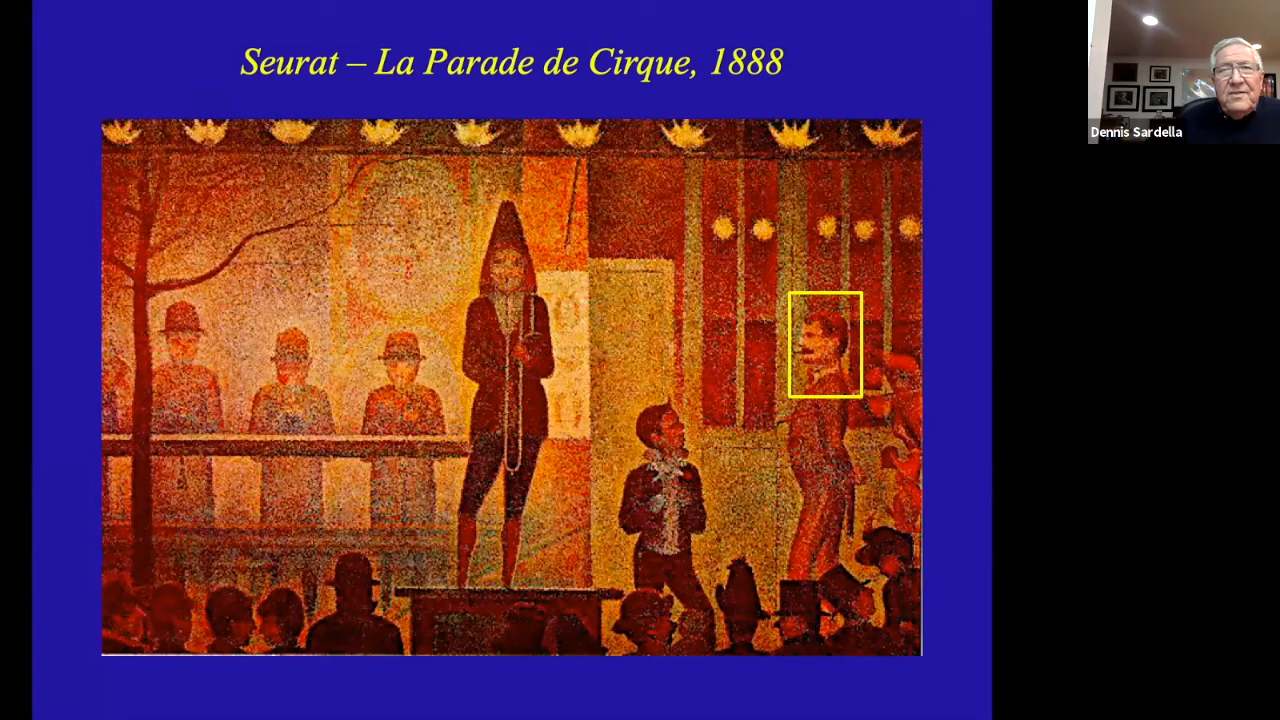 Seurat – La Parade de Cirque, 1888
Dennis Sardella